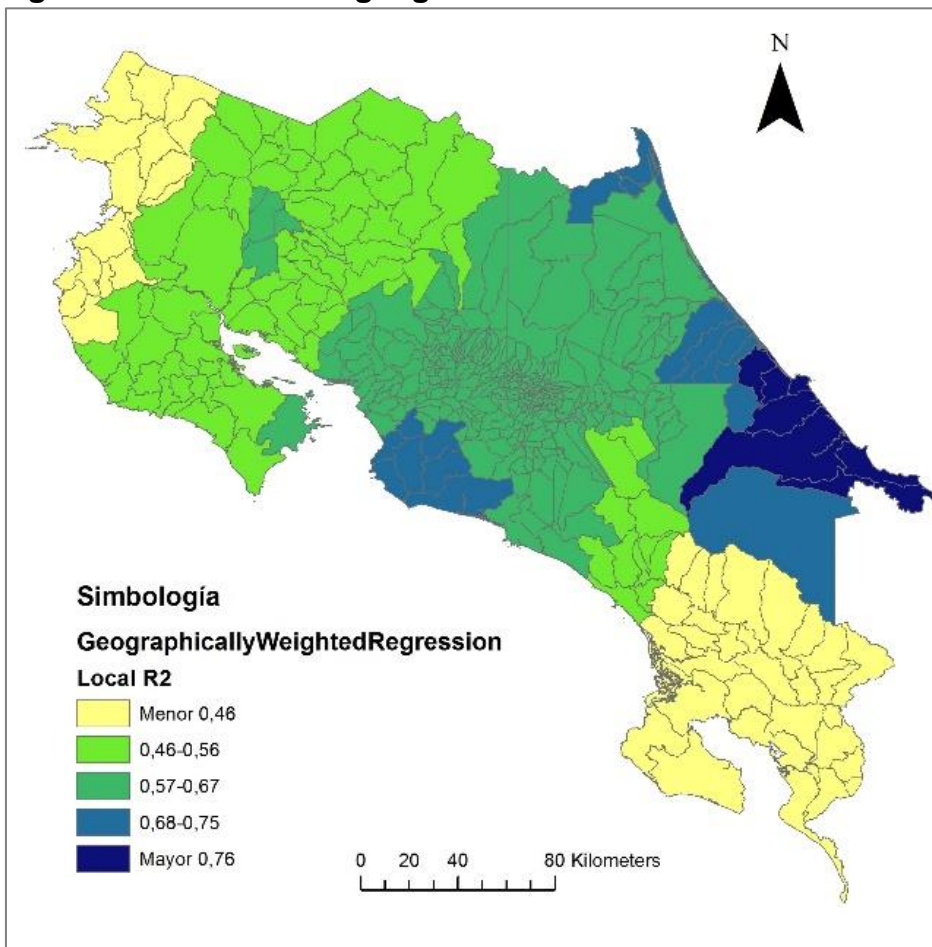 N
Simbología
GeographicallyWeightedRegression
Local R2
Menor 0,46
0,46-0,56
0,57-0,67
0,68-0,75
Mayor 0,76
0 20 40 80 Kilometers